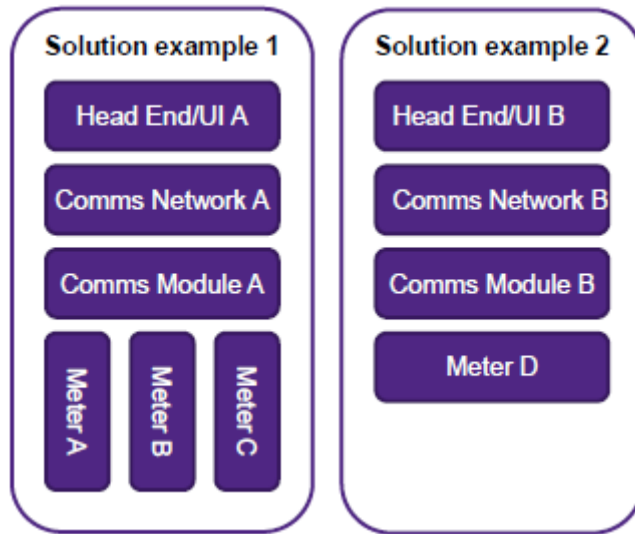 Solution example 1
Head End/UI A
Comms Network A
Comms Module A
Meter A
Meter B
Meter C
Solution example 2
Head End/UI B
Comms Network B
Comms Module B
Meter D